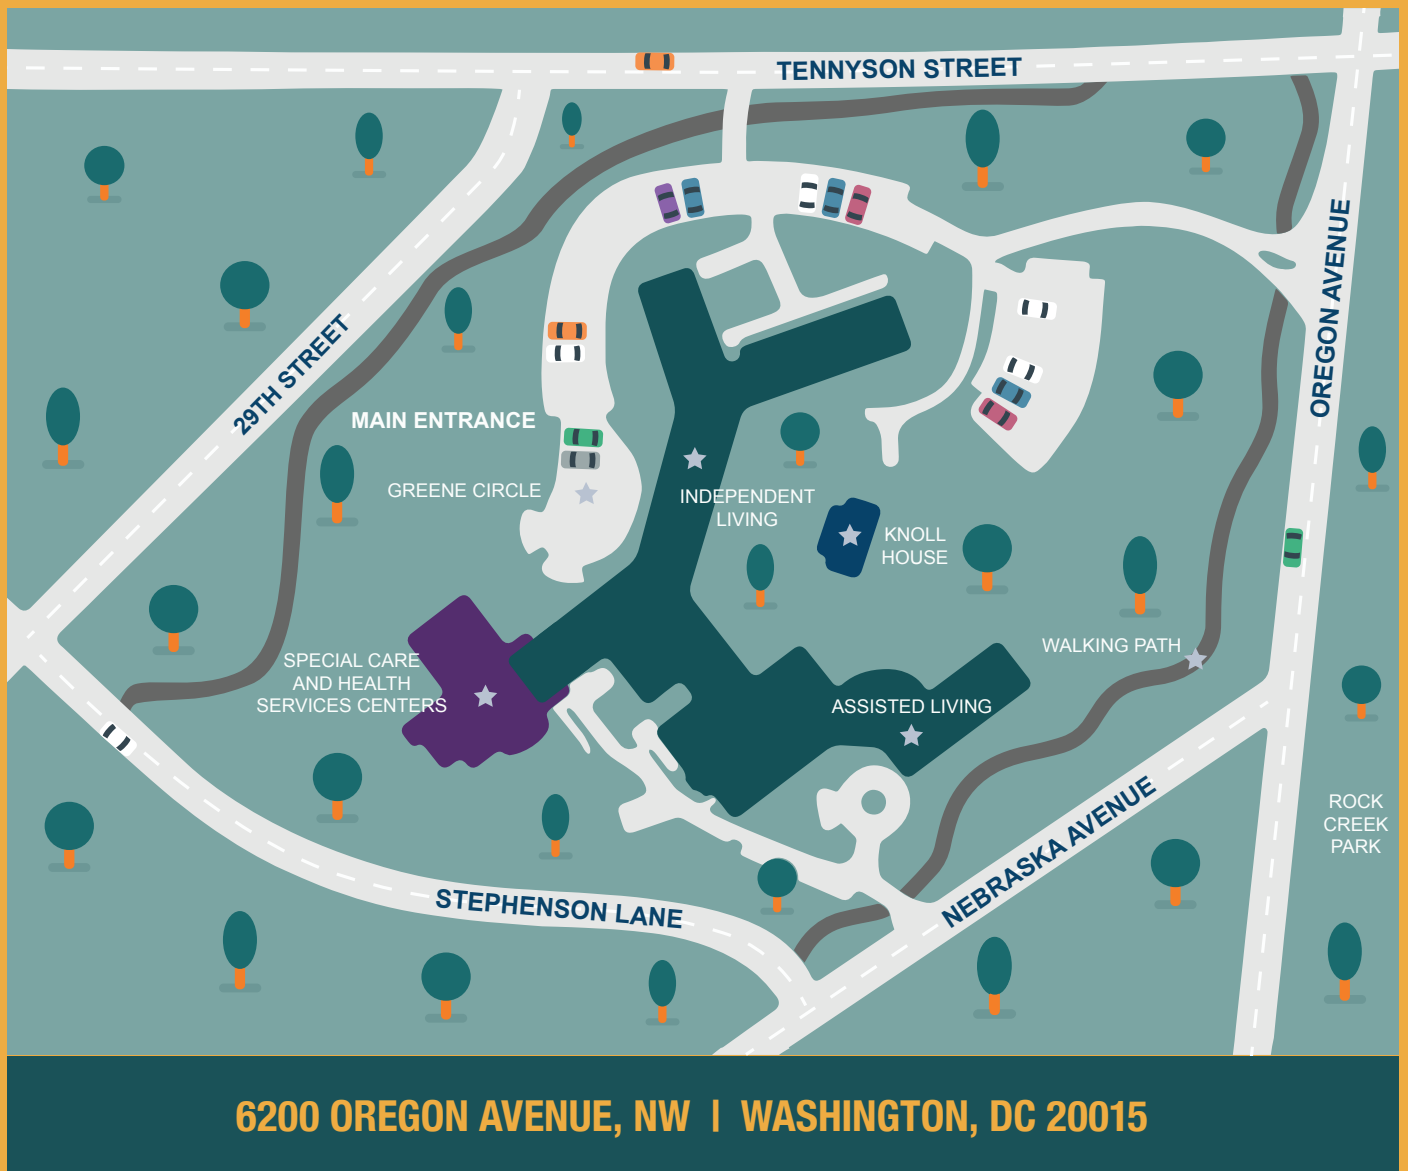 TENNYSON STREET
OREGON AVENUE
29TH STREET
MAIN ENTRANCE
GREENE CIRCLE
INDEPENDENT
LIVING
KNOLL
HOUSE
WALKING PATH
SPECIAL CARE
AND HEALTH
SERVICES CENTERS
ASSISTED LIVING
NEBRASKA AVENUE
ROCK
CREEK
PARK
STEPHENSON LANE
6200 OREGON AVENUE, NW | WASHINGTON, DC 20015